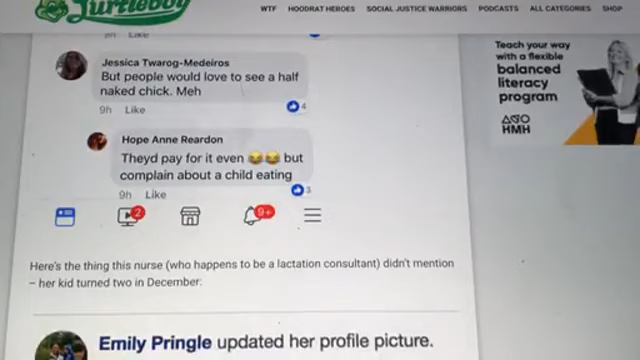 Turtleboy
WTF HOODRAT HEROES SOCIAL JUSTICE WARRIORS PODCASTS ALL CATEGORIES SHOP
8h Like
Jessica Twarog-Medeiros
But people would love to see a half
naked chick. Meh
9h Like 4
Hope Anne Reardon
Theyd pay for it even 😂😂 but
complain about a child eating
9h Like 3
2 9+
Here's the thing this nurse (who happens to be a lactation consultant) didn't mention
– her kid turned two in December:
Emily Pringle updated her profile picture.
Teach your way
with a flexible
balanced
literacy
program
HMH